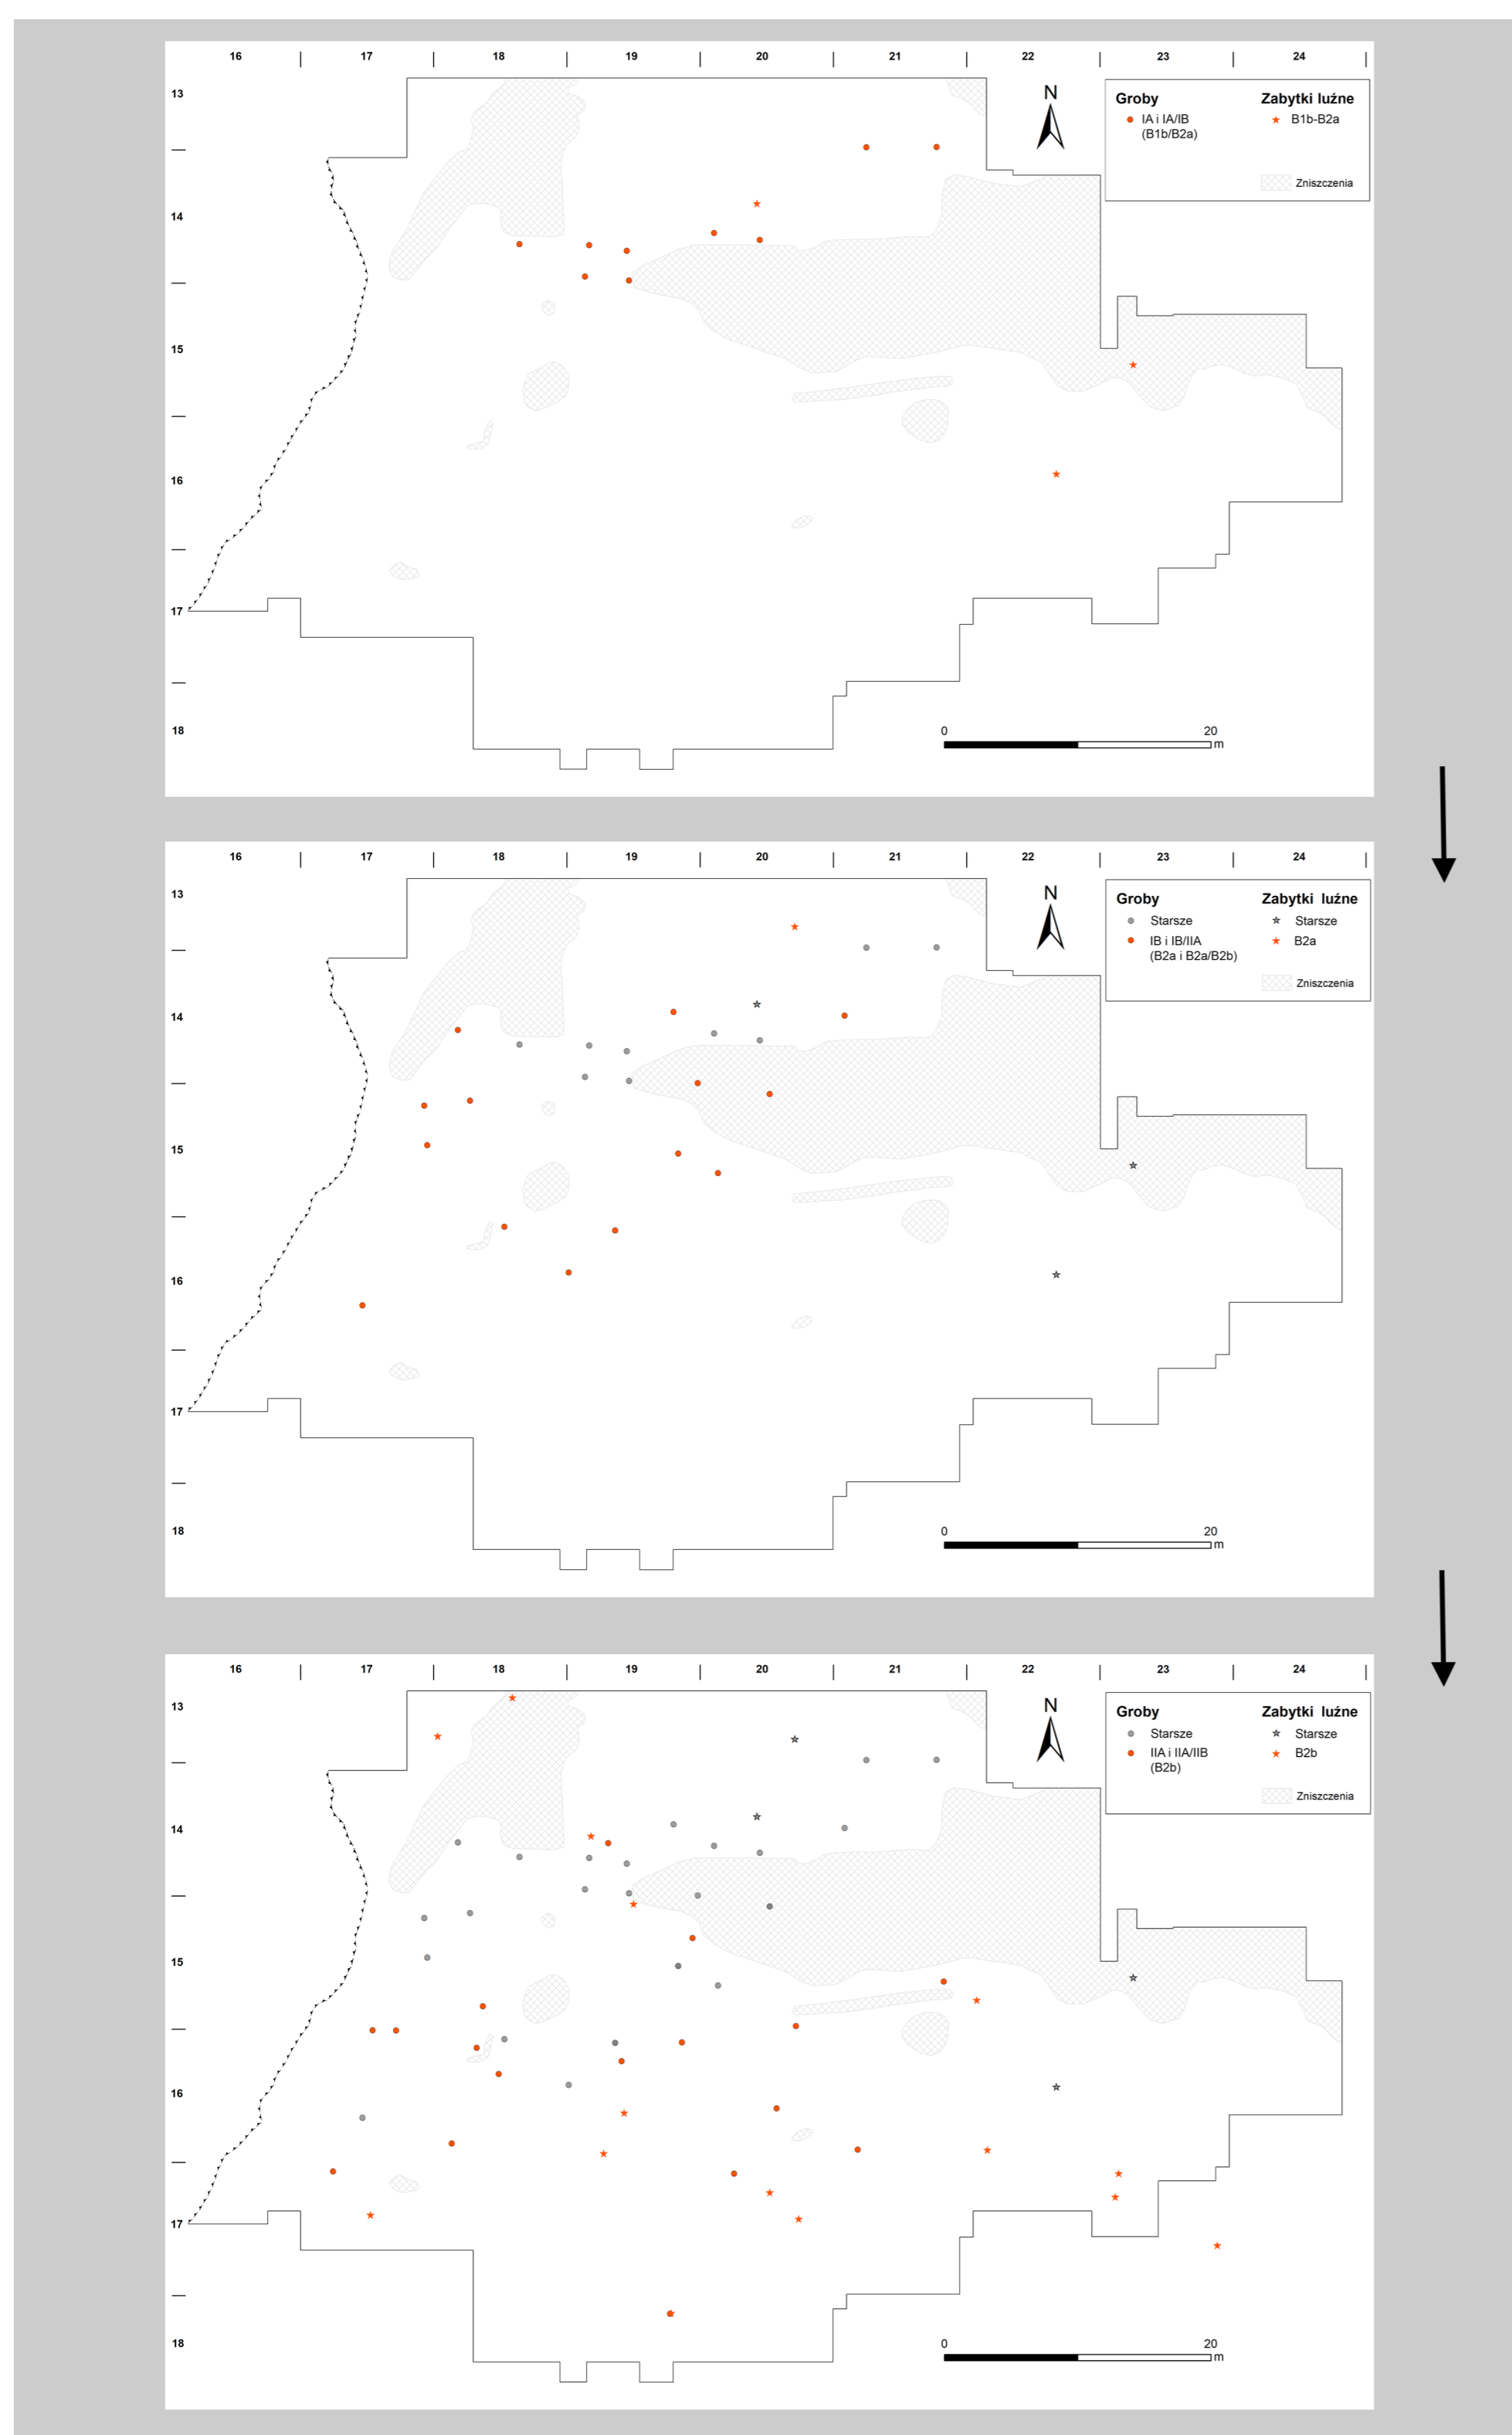 16 17 18 19 20 21 22 23 24
13
14
15
16
17
18
N
Groby
IA i IA/IB
(B1b/B2a)
Zabytki luźne
B1b-B2a
Zniszczenia
0 20
m
16 17 18 19 20 21 22 23 24
13
14
15
16
17
18
N
Groby
Starsze
IB i IB/IIA
(B2a i B2a/B2b)
Zabytki luźne
Starsze
B2a
Zniszczenia
0 20
m
16 17 18 19 20 21 22 23 24
13
14
15
16
17
18
N
Groby
Starsze
IIA i IIA/IIB
(B2b)
Zabytki luźne
Starsze
B2b
Zniszczenia
0 20
m